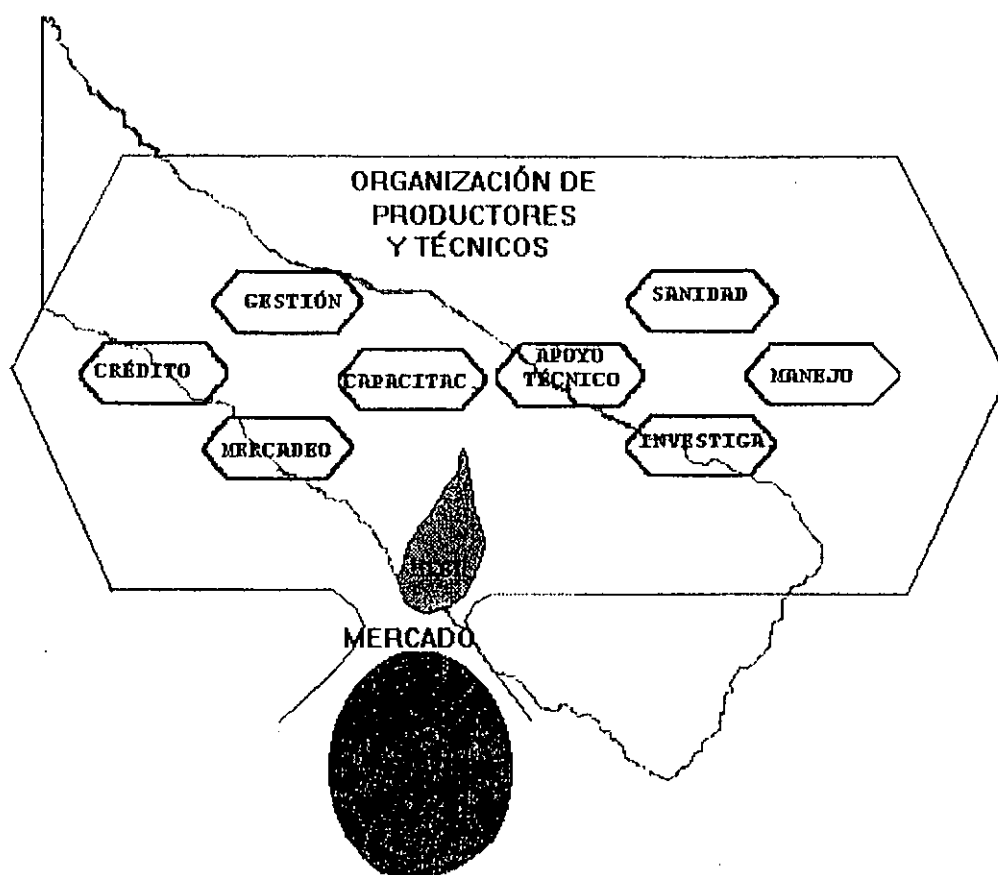 ORGANIZACIÓN DE
PRODUCTORES
Y TÉCNICOS
GESTIÓN
SANIDAD
CRÉDITO
CAPACITAC
APOYO
TÉCNICO
MANEJO
MERCADEO
INVESTIGA
MERCADO